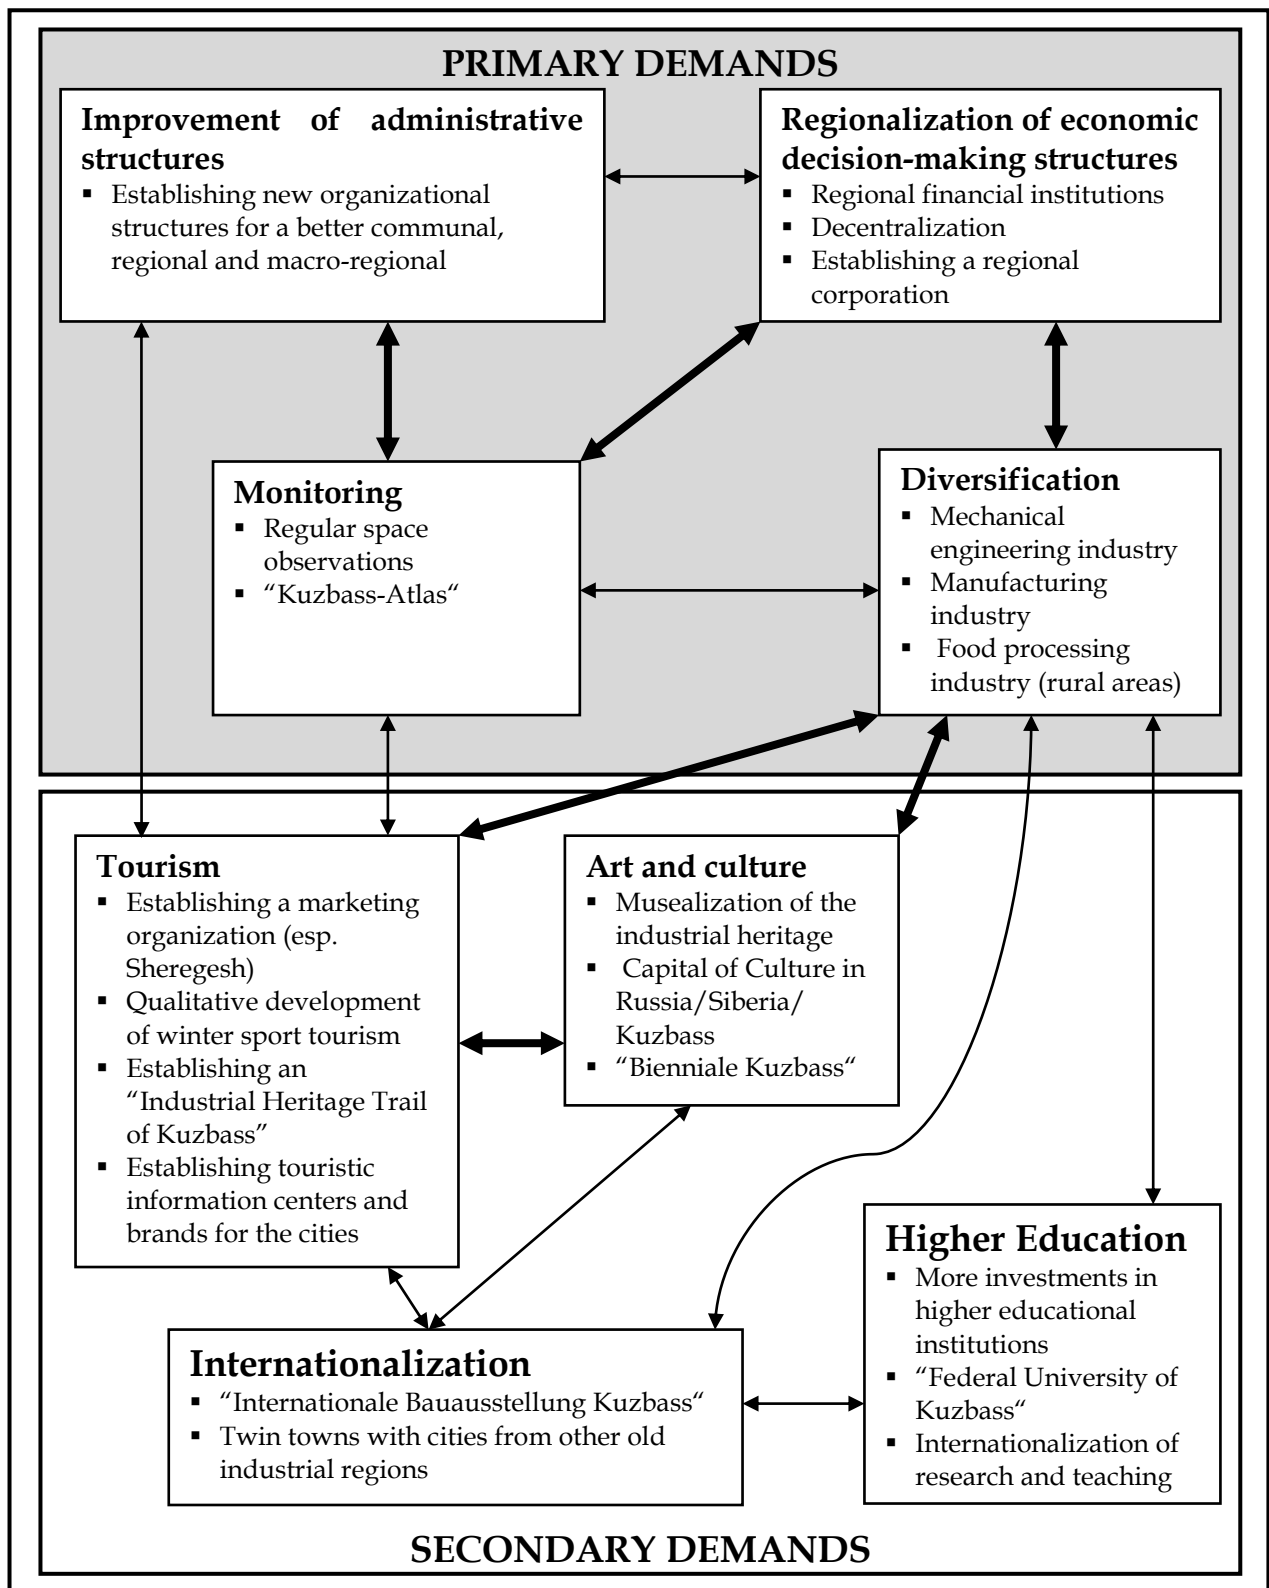 PRIMARY DEMANDS
Improvement of administrative
structures
▪ Establishing new organizational
structures for a better communal,
regional and macro-regional
Regionalization of economic
decision-making structures
▪ Regional financial institutions
▪ Decentralization
▪ Establishing a regional
corporation
Monitoring
▪ Regular space
observations
▪ “Kuzbass-Atlas“
Diversification
▪ Mechanical
engineering industry
▪ Manufacturing
industry
▪ Food processing
industry (rural areas)
Tourism
▪ Establishing a marketing
organization (esp.
Sheregesh)
▪ Qualitative development
of winter sport tourism
▪ Establishing an
“Industrial Heritage Trail
of Kuzbass”
▪ Establishing touristic
information centers and
brands for the cities
Art and culture
▪ Musealization of the
industrial heritage
▪ Capital of Culture in
Russia/Siberia/
Kuzbass
▪ “Bienniale Kuzbass“
Internationalization
▪ “Internationale Bauausstellung Kuzbass“
▪ Twin towns with cities from other old
industrial regions
Higher Education
▪ More investments in
higher educational
institutions
▪ “Federal University of
Kuzbass“
▪ Internationalization of
research and teaching
SECONDARY DEMANDS